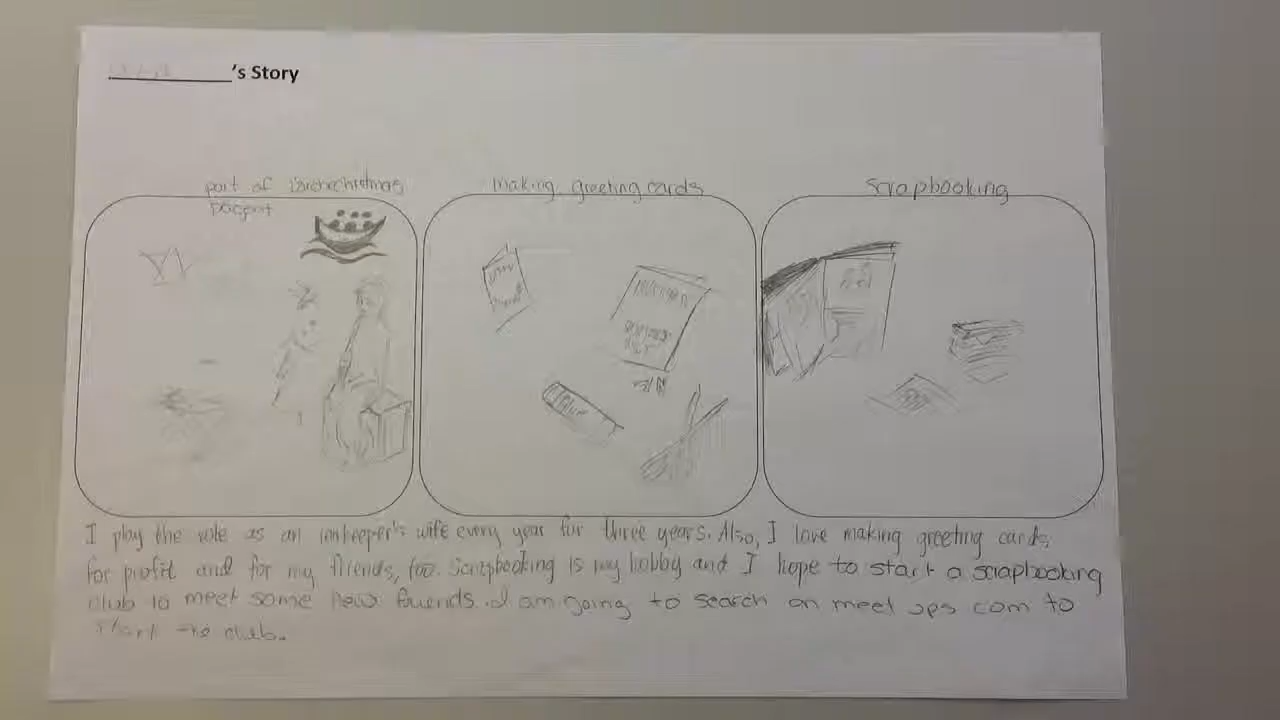 's Story
part of Christmas
making greeting cards
scrapbooking
I play the role as an innkeeper's wife every year for three years. Also, I love making greeting cards
for profit and for my friends, too. Scrapbooking is my hobby and I hope to start a scrapbooking
club to meet some new friends. I am going to search on meet ups com to
start the club.